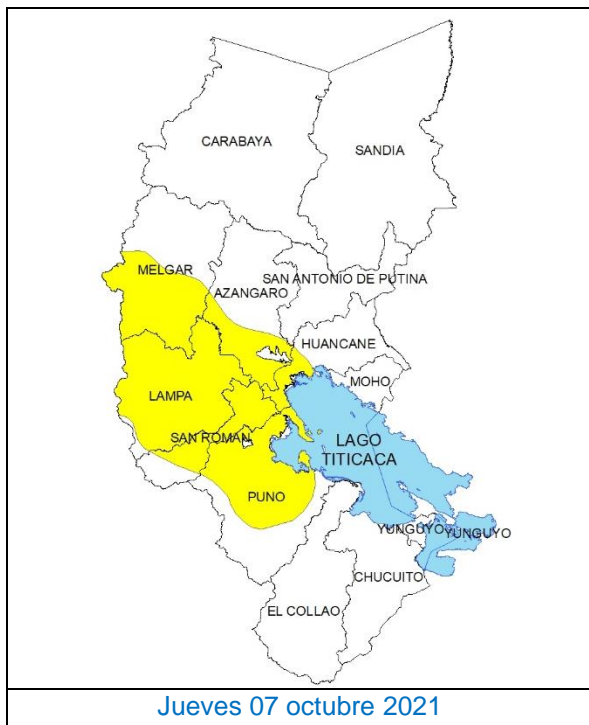 CARABAYA
SANDIA
MELGAR
SAN ANTONIO DE PUTINA
AZANGARO
HUANCANE
MOHO
LAMPA
SAN ROMAN
LAGO
TITICACA
PUNO
YUNGUYO
YUNGUYO
CHUCUITO
EL COLLAO
Jueves 07 octubre 2021